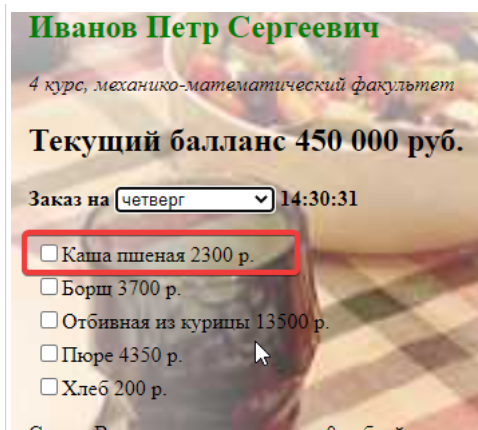 Иванов Петр Сергеевич
4 курс, механико-математический факультет
Текущий балланс 450 000 руб.
Заказ на четверг 14:30:31
Каша пшеная 2300 р.
Борщ 3700 р.
Отбивная из курицы 13500 р.
Пюре 4350 р.
Хлеб 200 р.